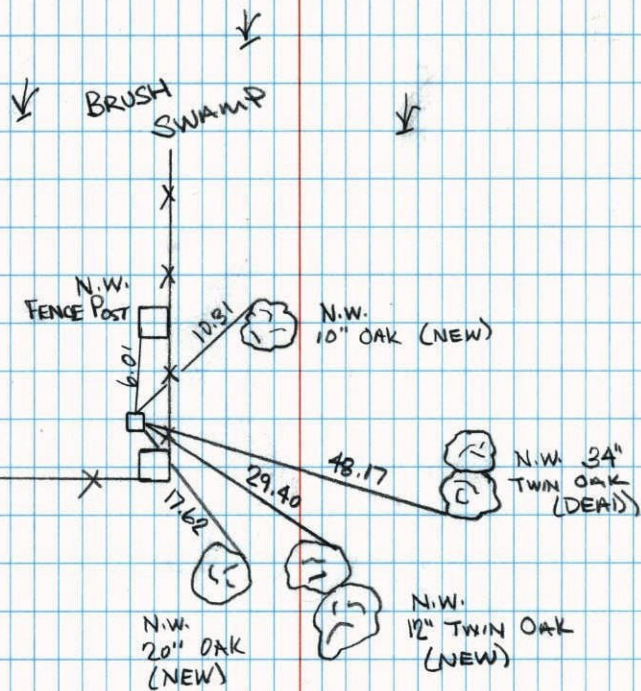 BRUSH
SWAMP
N.W.
FENCE POST
10.31
N.W.
10" OAK (NEW)
6.01
48.17
N.W. 34"
TWIN OAK
(DEAD)
29.40
17.62
N.W.
20" OAK
(NEW)
N.W.
12" TWIN OAK
(NEW)